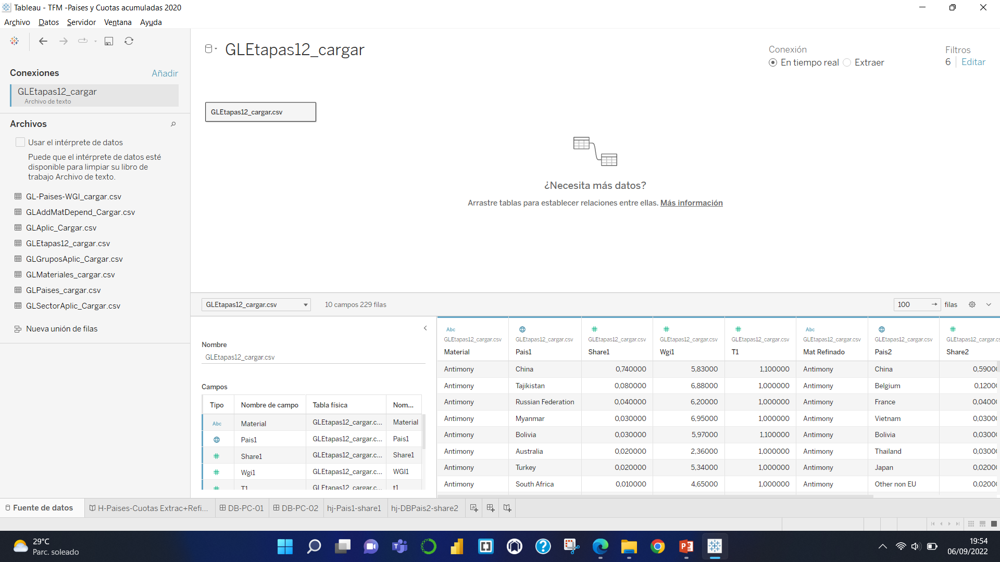 Tableau - TFM -Paises y Cuotas acumuladas 2020
Archivo Datos Servidor Ventana Ayuda
Conexiones Añadir
GLEtapas12_cargar
Archivo de texto
Archivos
Usar el intérprete de datos
Puede que el intérprete de datos esté
disponible para limpiar su libro de
trabajo Archivo de texto.
GL-Paises-WGI_cargar.csv
GLAddMatDepend_Cargar.csv
GLAplic_Cargar.csv
GLEtapas12_cargar.csv
GLGruposAplic_Cargar.csv
GLMateriales_cargar.csv
GLPaises_cargar.csv
GLSectorAplic_Cargar.csv
Nueva unión de filas
GLEtapas12_cargar
Conexión
En tiempo real Extraer
Filtros
6 Editar
GLEtapas12_cargar.csv
¿Necesita más datos?
Arrastre tablas para establecer relaciones entre ellas. Más información
GLEtapas12_cargar.csv 10 campos 229 filas 100 filas
Nombre
GLEtapas12_cargar.csv
Campos
Tipo Nombre de campo Tabla física Nom...
Abc Material GLEtapas12_cargar.c... Material
Pais1 GLEtapas12_cargar.c... Pais1
Share1 GLEtapas12_cargar.c... Share1
Wgi1 GLEtapas12_cargar.c... WGI1
T1 GLEtapas12_cargar.c... t1
Abc Abc
GLEtapas12_cargar.csv GLEtapas12_cargar.csv GLEtapas12_cargar.csv GLEtapas12_cargar.csv GLEtapas12_cargar.csv GLEtapas12_cargar.csv GLEtapas12_cargar.csv GLEtapas12_cargar.cs
Material Pais1 Share1 Wgi1 T1 Mat Refinado Pais2 Share2
Antimony China 0,740000 5,83000 1,100000 Antimony China 0,5900
Antimony Tajikistan 0,080000 6,88000 1,000000 Antimony Belgium 0,1200
Antimony Russian Federation 0,040000 6,20000 1,000000 Antimony France 0,0400
Antimony Myanmar 0,030000 6,95000 1,000000 Antimony Vietnam 0,0300
Antimony Bolivia 0,030000 5,97000 1,100000 Antimony Bolivia 0,0300
Antimony Australia 0,020000 2,36000 1,000000 Antimony Thailand 0,0300
Antimony Turkey 0,020000 5,34000 1,000000 Antimony Japan 0,0200
Antimony South Africa 0,010000 4,65000 1,000000 Antimony Other non EU 0,0200
Fuente de datos H-Paises-Cuotas Extrac+Refi... DB-PC-01 DB-PC-02 hj-Pais1-share1 hj-DBPais2-share2
29°C
Parc. soleado
19:54
06/09/2022